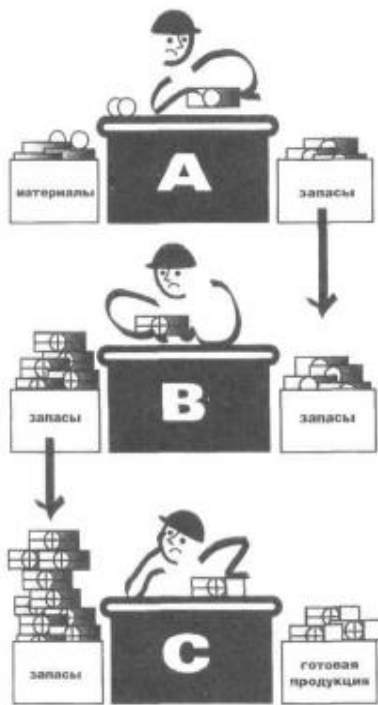 A
материалы
запасы
B
запасы
запасы
C
запасы
готовая
продукция